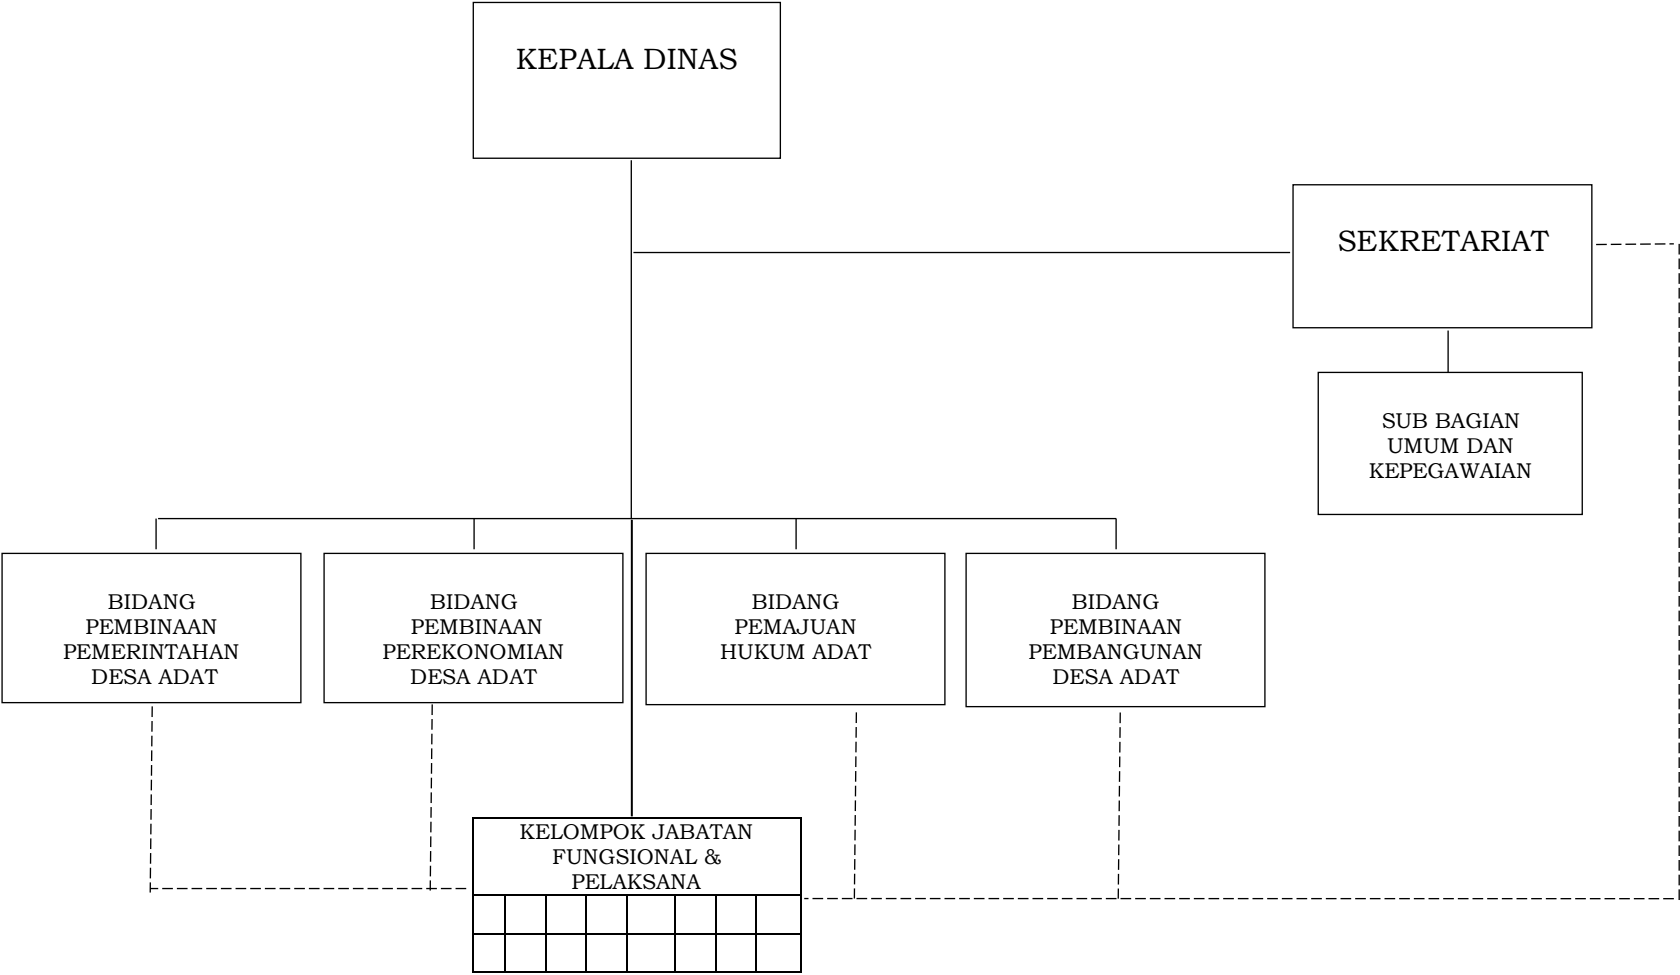 KEPALA DINAS
SEKRETARIAT
SUB BAGIAN
UMUM DAN
KEPEGAWAIAN
BIDANG
PEMBINAAN
PEMERINTAHAN
DESA ADAT
BIDANG
PEMBINAAN
PEREKONOMIAN
DESA ADAT
BIDANG
PEMAJUAN
HUKUM ADAT
BIDANG
PEMBINAAN
PEMBANGUNAN
DESA ADAT
KELOMPOK JABATAN
FUNGSIONAL &
PELAKSANA